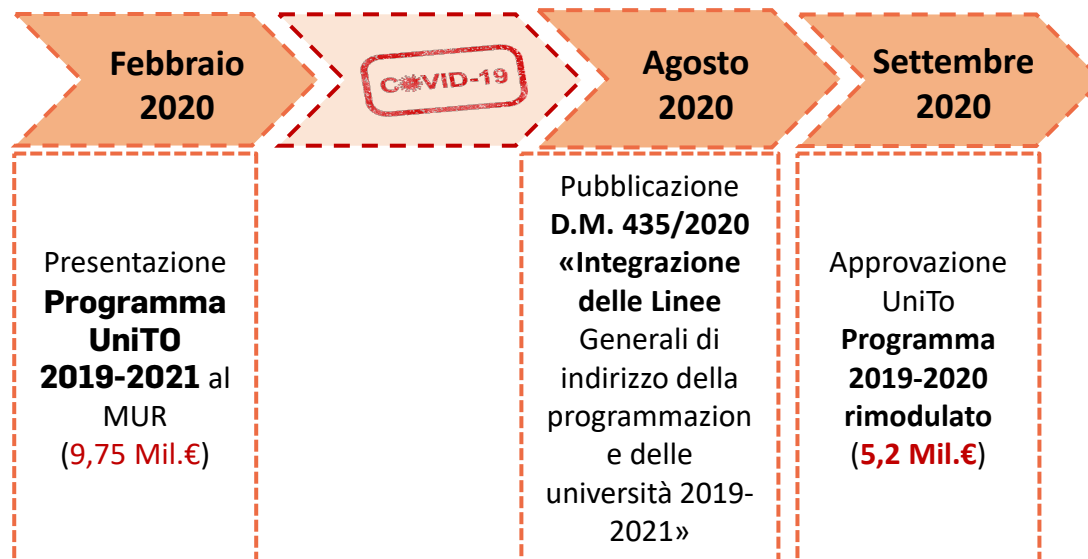 Febbraio
2020
COVID-19
Agosto
2020
Settembre
2020
Presentazione
Programma
UniTO
2019-2021 al
MUR
(9,75 Mil.€)
Pubblicazione
D.M. 435/2020
«Integrazione
delle Linee
Generali di
indirizzo della
programmazion
e delle
università 2019-
2021»
Approvazione
UniTo
Programma
2019-2020
rimodulato
(5,2 Mil.€)